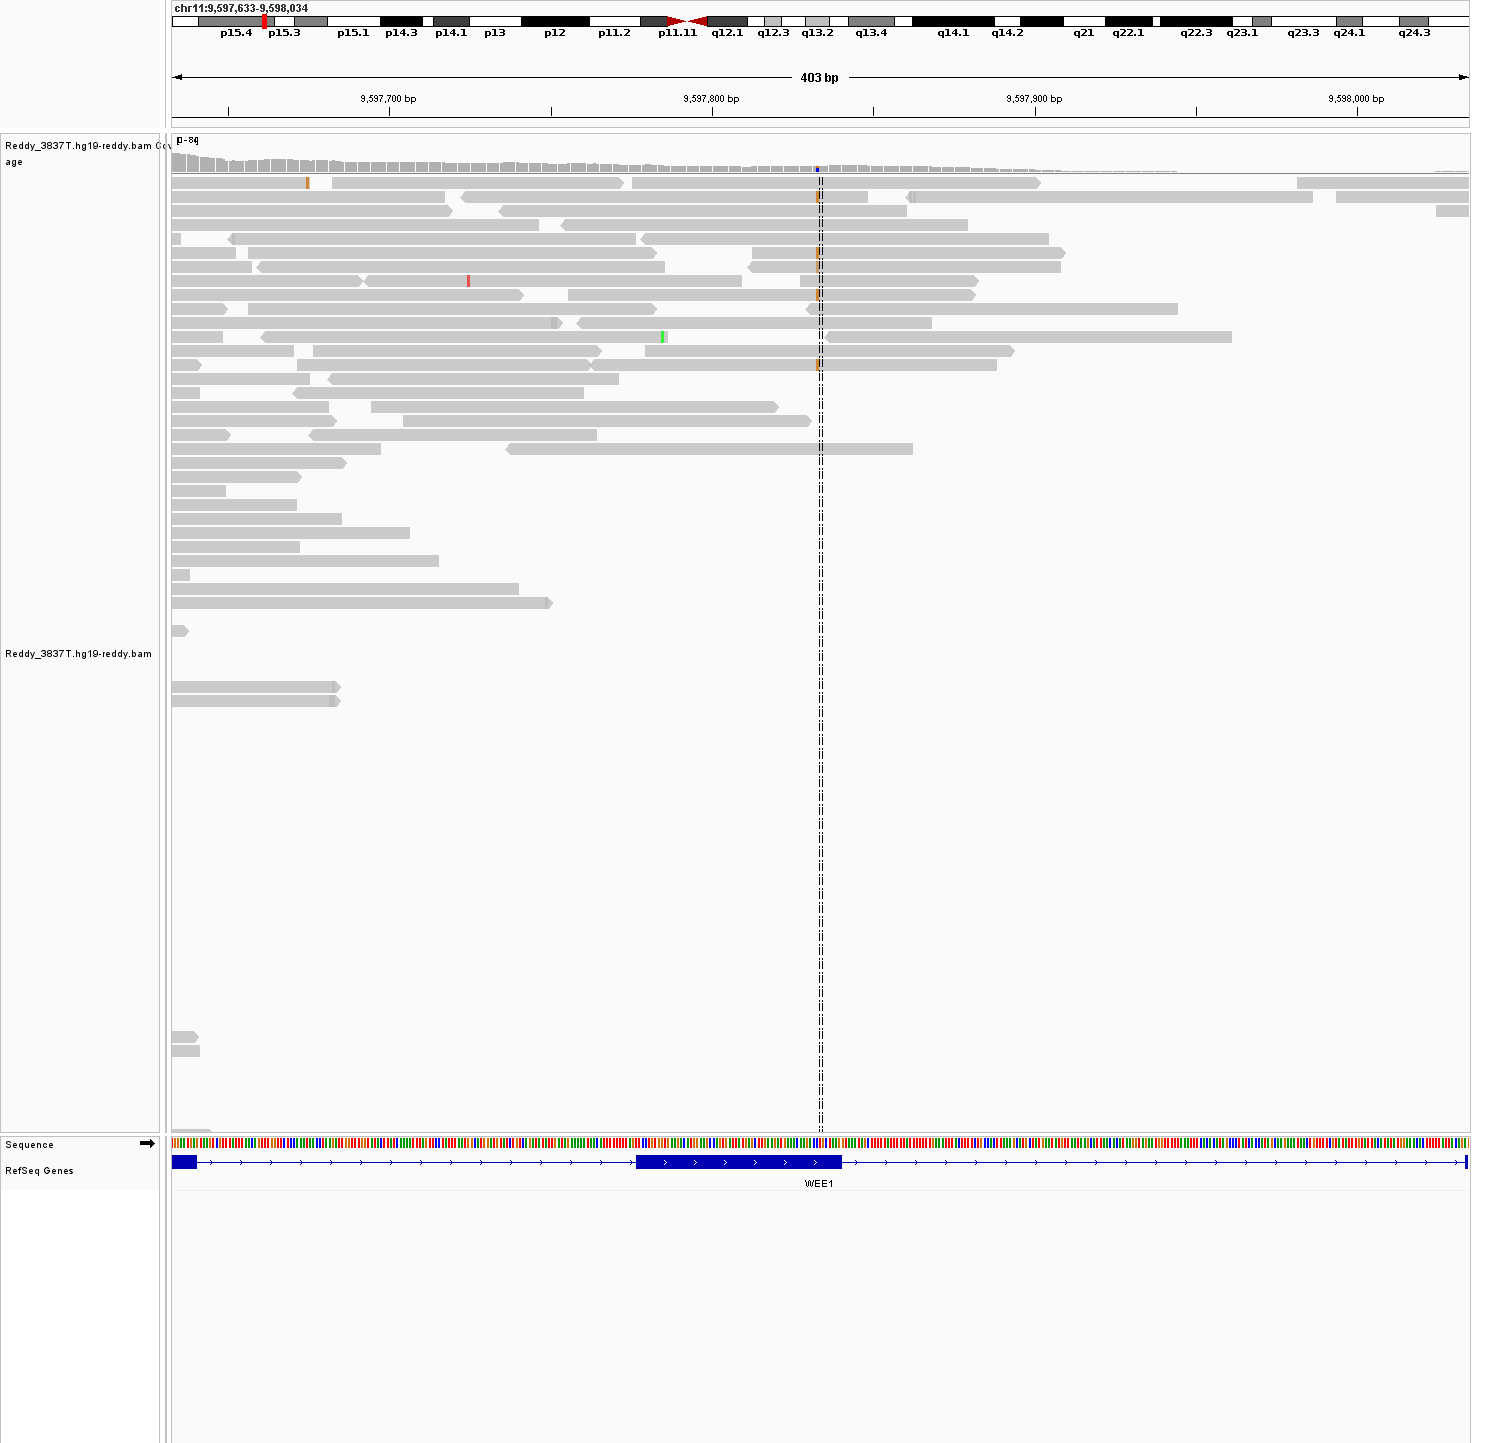 chr11:9,597,633-9,598,034
p15.4 p15.3 p15.1 p14.3 p14.1 p13 p12 p11.2 p11.11 q12.1 q12.3 q13.2 q13.4 q14.1 q14.2 q21 q22.1 q22.3 q23.1 q23.3 q24.1 q24.3
403 bp
9,597,700 bp 9,597,800 bp 9,597,900 bp 9,598,000 bp
Reddy_3837T.hg19-reddy.bam Cov
age
[0-84]
Reddy_3837T.hg19-reddy.bam
Sequence
RefSeq Genes
WEE1